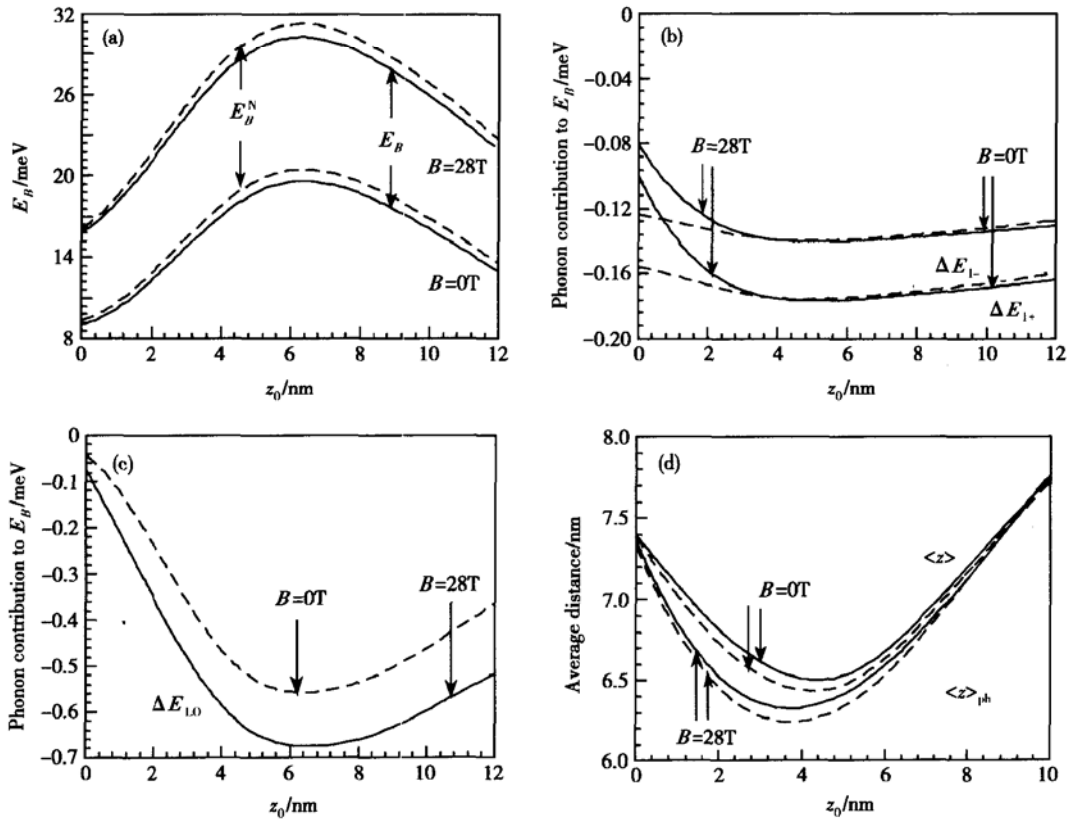 (a)
32
26
20
14
8
E_B/meV
E_B^N
E_B
B=28T
B=0T
0 2 4 6 8 10 12
z_0/nm
(b)
0
−0.04
−0.08
−0.12
−0.16
−0.20
Phonon contribution to E_B/meV
B=28T
B=0T
ΔE_{I−}
ΔE_{I+}
0 2 4 6 8 10 12
z_0/nm
(c)
0
−0.1
−0.2
−0.3
−0.4
−0.5
−0.6
−0.7
Phonon contribution to E_B/meV
B=0T
B=28T
ΔE_{LO}
0 2 4 6 8 10 12
z_0/nm
(d)
8.0
7.5
7.0
6.5
6.0
Average distance/nm
B=0T
<z>
<z>_{ph}
B=28T
0 2 4 6 8 10
z_0/nm